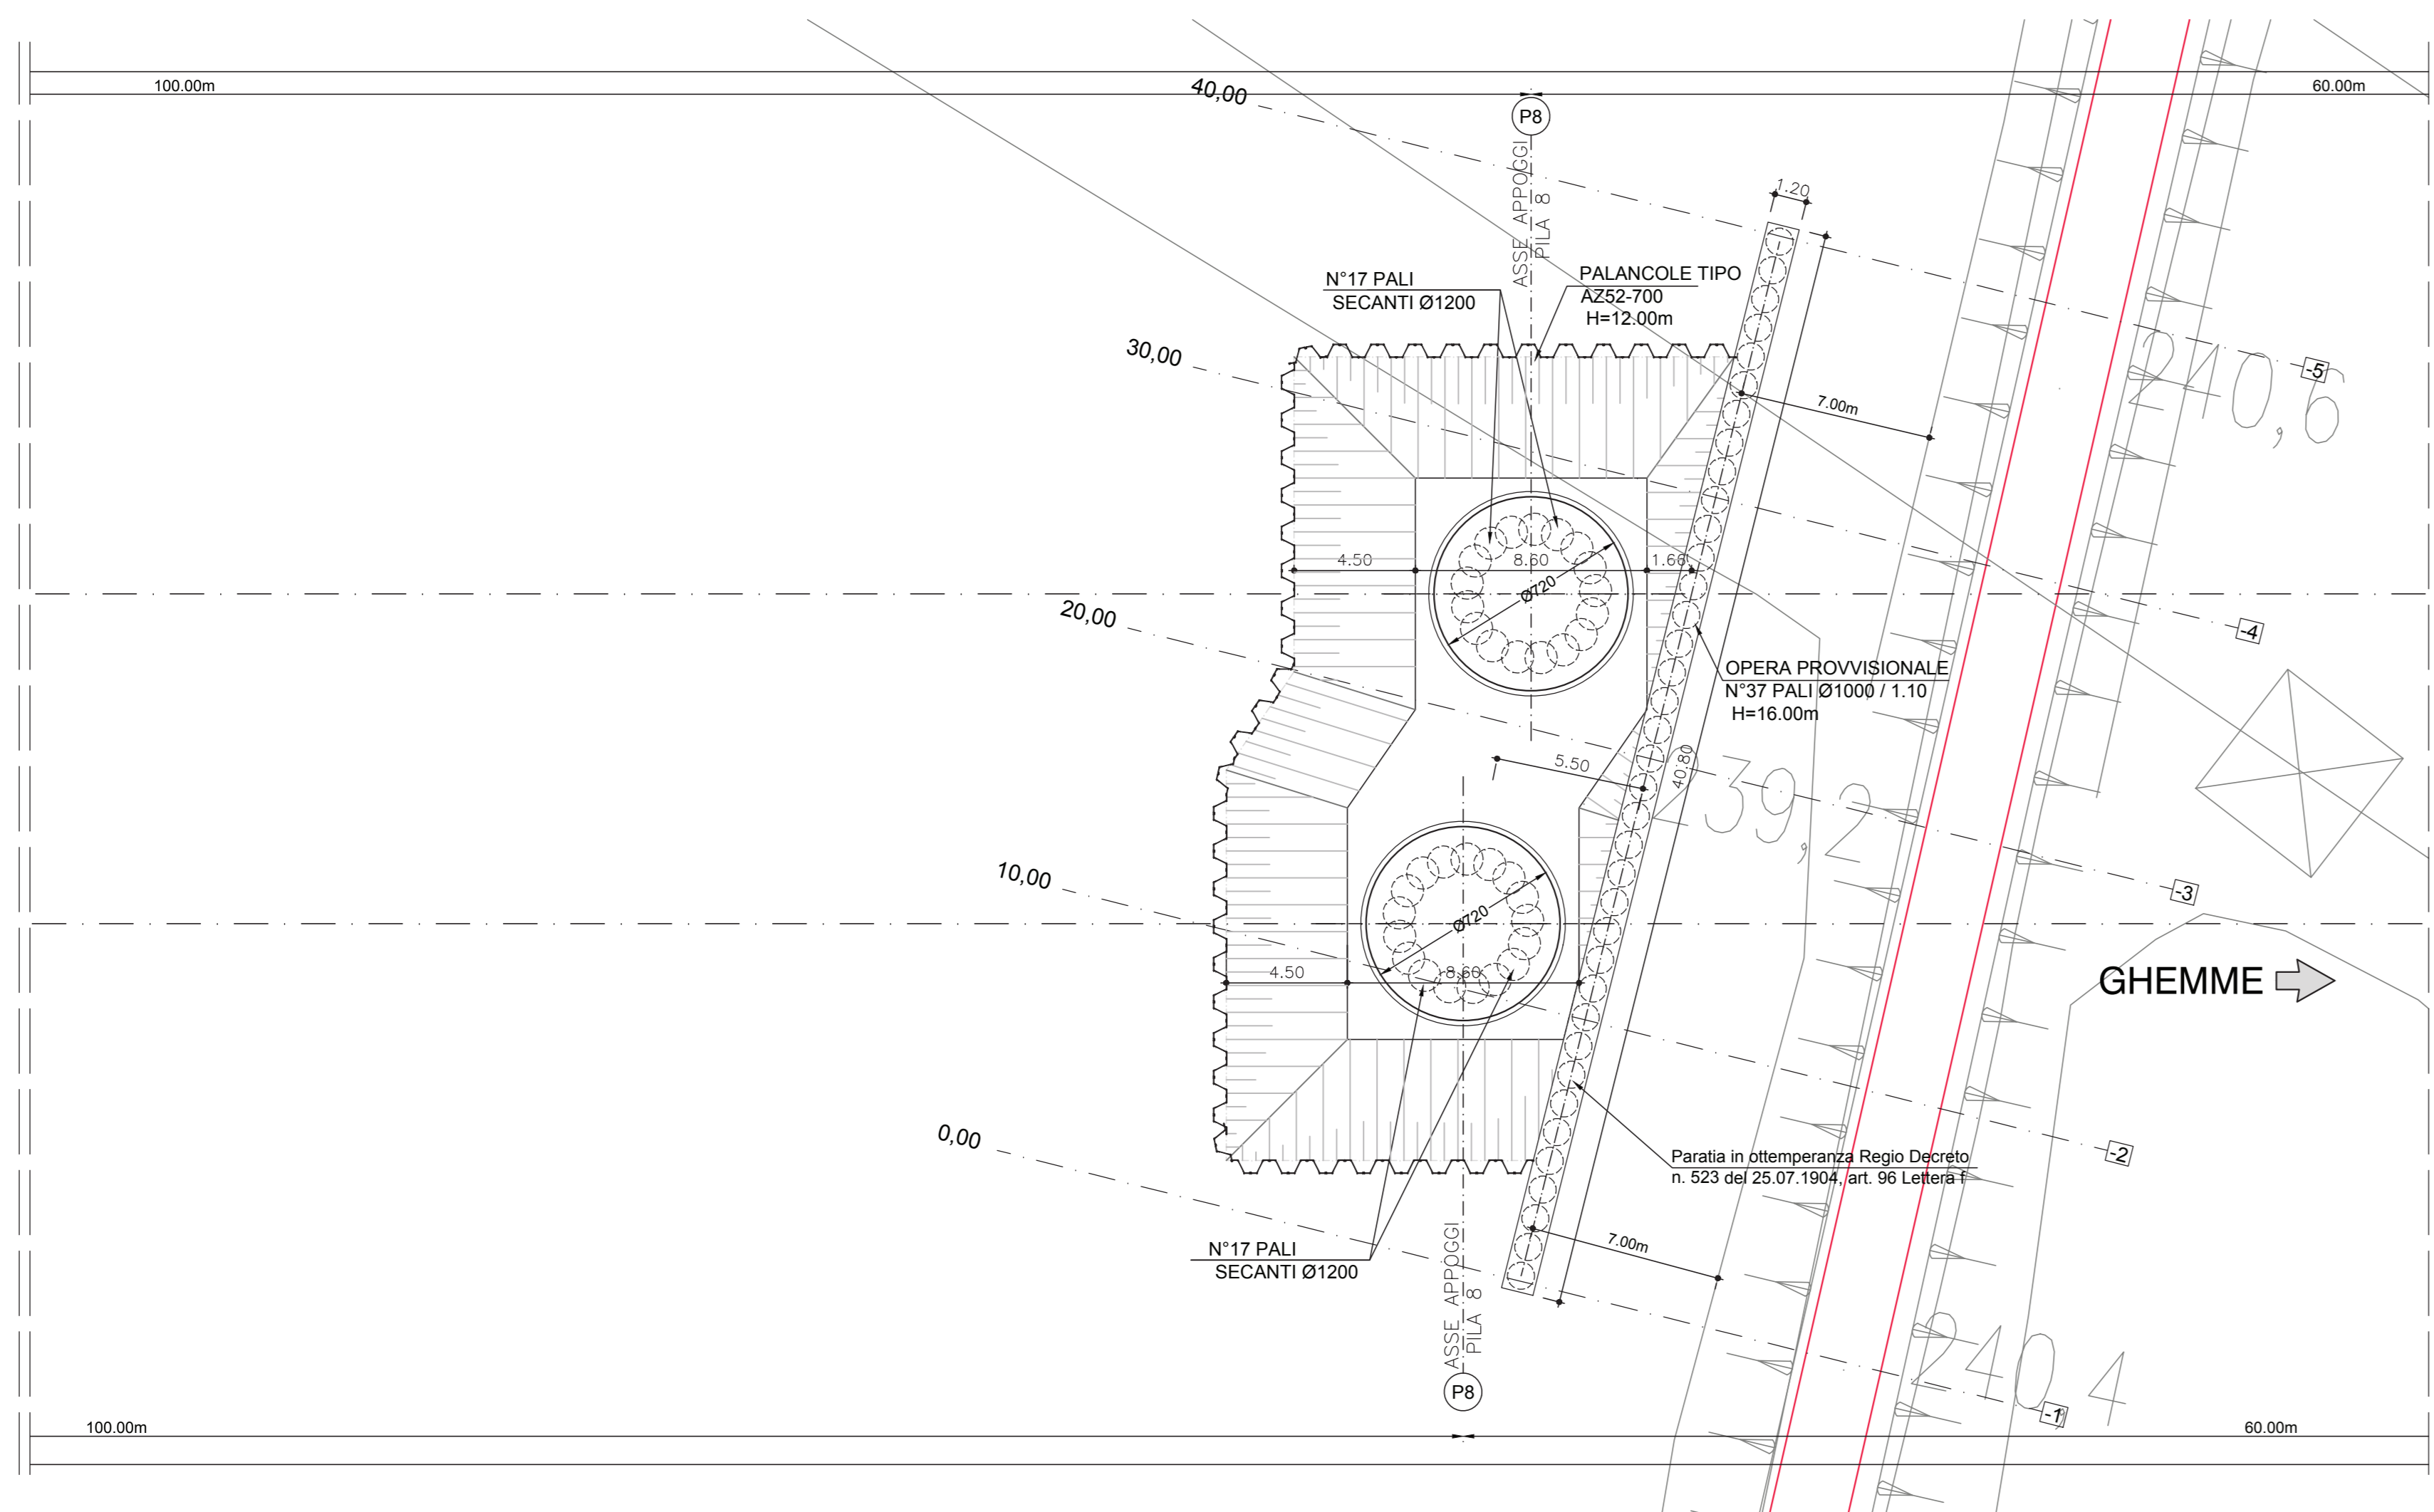 100.00m
60.00m
40,00
P8
ASSE APPOGGI
PILA 8
1.20
N°17 PALI
SECANTI Ø1200
PALANCOLE TIPO
AZ52-700
H=12.00m
30,00
-5
240,6
7.00m
4.50
8.60
1.66
Ø720
20,00
-4
OPERA PROVVISIONALE
N°37 PALI Ø1000 / 1.10
H=16.00m
5.50
40.80
239,2
10,00
-3
Ø720
4.50
8.60
GHEMME
0,00
-2
Paratia in ottemperanza Regio Decreto
n. 523 del 25.07.1904, art. 96 Lettera f
N°17 PALI
SECANTI Ø1200
7.00m
ASSE APPOGGI
PILA 8
240,4
-1
P8
100.00m
60.00m